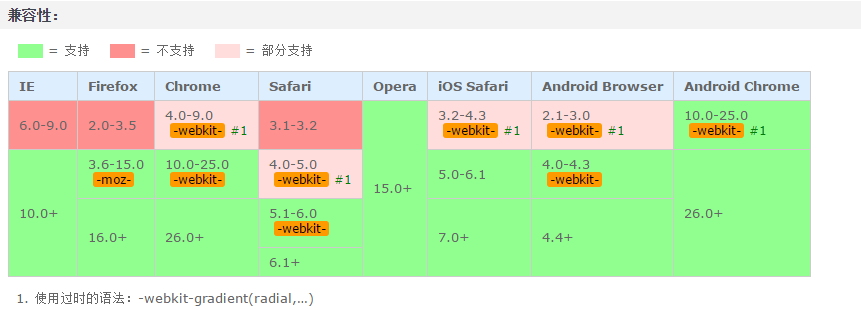 兼容性：
= 支持 = 不支持 = 部分支持
IE Firefox Chrome Safari Opera iOS Safari Android Browser Android Chrome
6.0-9.0 2.0-3.5 4.0-9.0 -webkit- #1 3.1-3.2 15.0+ 3.2-4.3 -webkit- #1 2.1-3.0 -webkit- #1 10.0-25.0 -webkit- #1
10.0+ 3.6-15.0 -moz- 10.0-25.0 -webkit- 4.0-5.0 -webkit- #1 5.0-6.1 4.0-4.3 -webkit- 26.0+
16.0+ 26.0+ 5.1-6.0 -webkit- 7.0+ 4.4+
6.1+
1. 使用过时的语法：-webkit-gradient(radial,…)